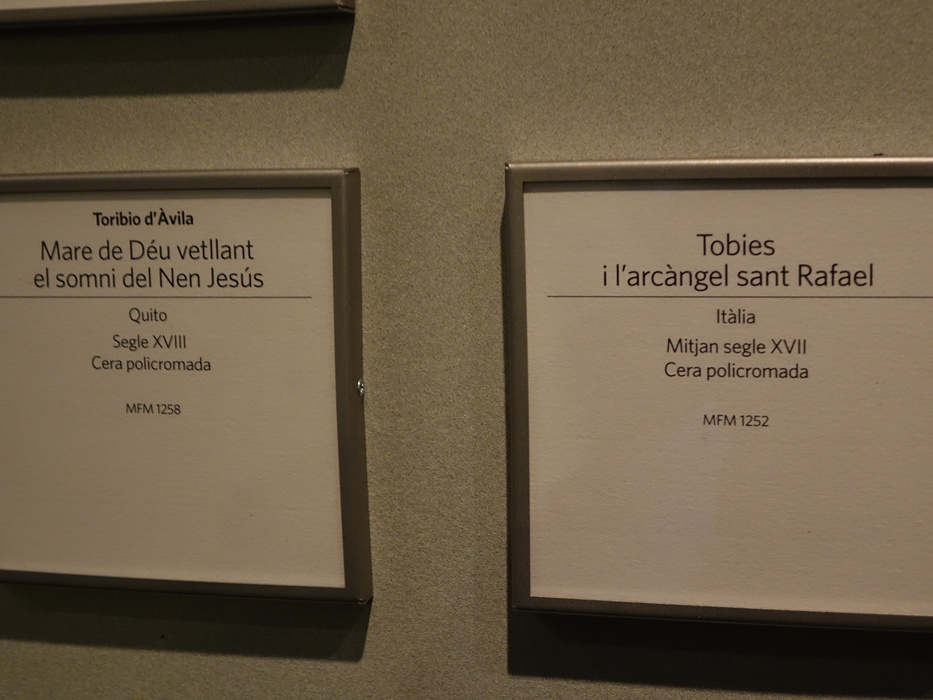 Toribio d'Àvila
Mare de Déu vetllant
el somni del Nen Jesús
Quito
Segle XVIII
Cera policromada
MFM 1258
Tobies
i l'arcàngel sant Rafael
Itàlia
Mitjan segle XVII
Cera policromada
MFM 1252